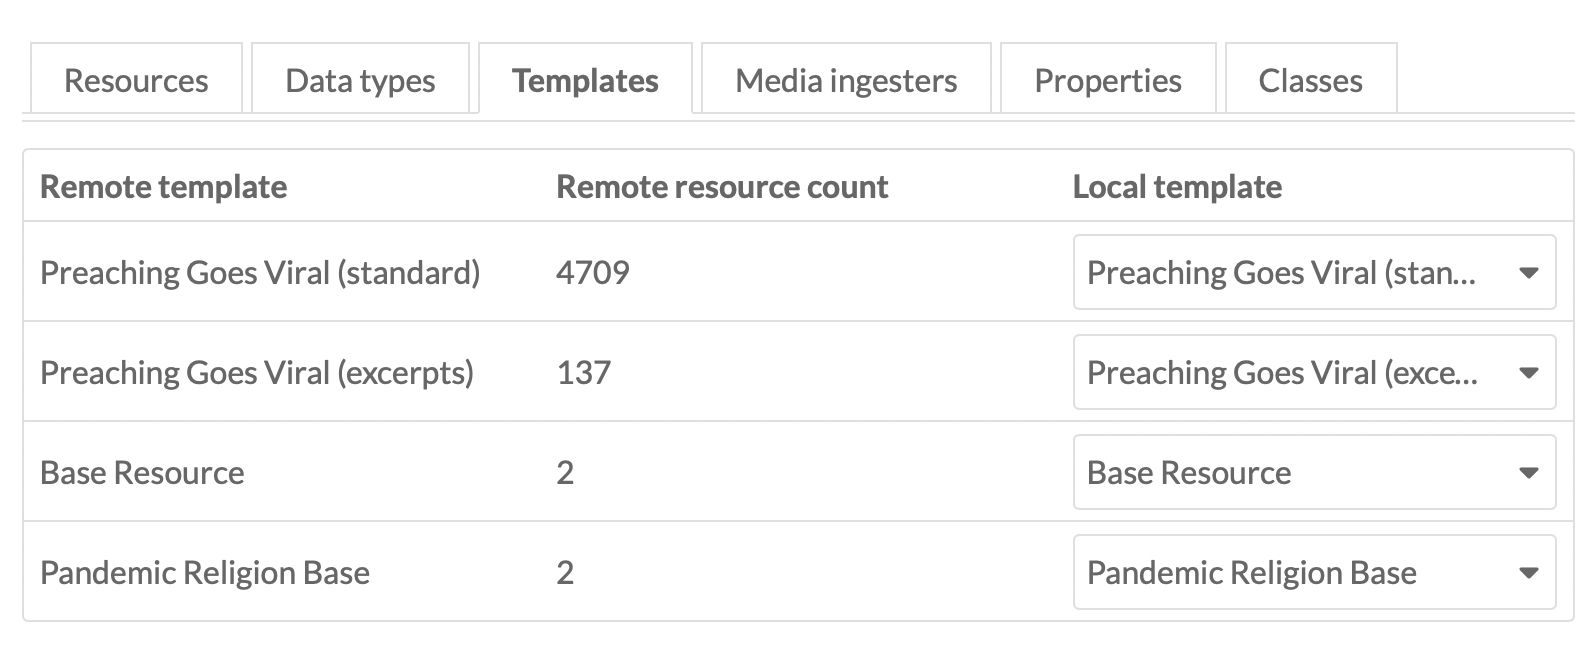 Resources Data types Templates Media ingesters Properties Classes
Remote template Remote resource count Local template
Preaching Goes Viral (standard) 4709 Preaching Goes Viral (stan...
Preaching Goes Viral (excerpts) 137 Preaching Goes Viral (exce...
Base Resource 2 Base Resource
Pandemic Religion Base 2 Pandemic Religion Base